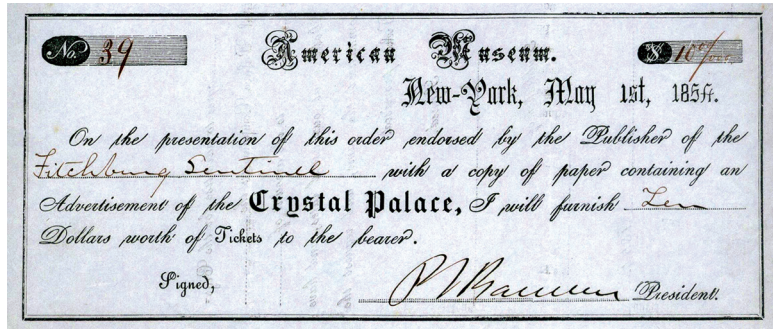 No. 39 American Museum. $ 10 0/100
New-York, May 1st, 1854.
On the presentation of this order endorsed by the Publisher of the
Fitchburg Sentinel with a copy of paper containing an
Advertisement of the Crystal Palace, I will furnish Ten
Dollars worth of Tickets to the bearer.
Signed, P T Barnum President.